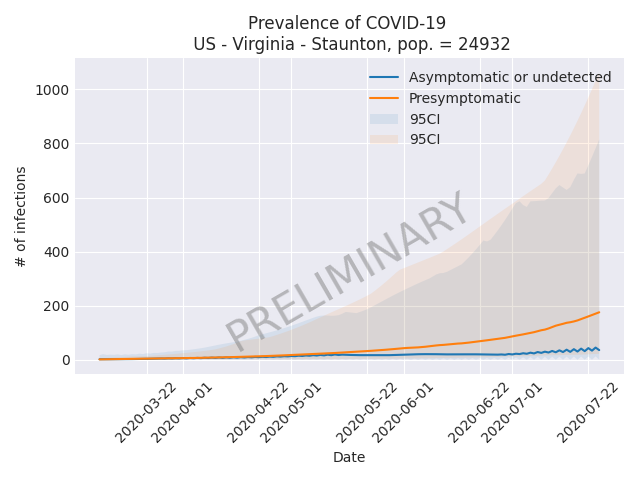 Prevalence of COVID-19
US - Virginia - Staunton, pop. = 24932
Asymptomatic or undetected
Presymptomatic
95CI
95CI
1000
800
600
400
200
0
# of infections
PRELIMINARY
2020-03-22
2020-04-01
2020-04-22
2020-05-01
2020-05-22
2020-06-01
2020-06-22
2020-07-01
2020-07-22
Date